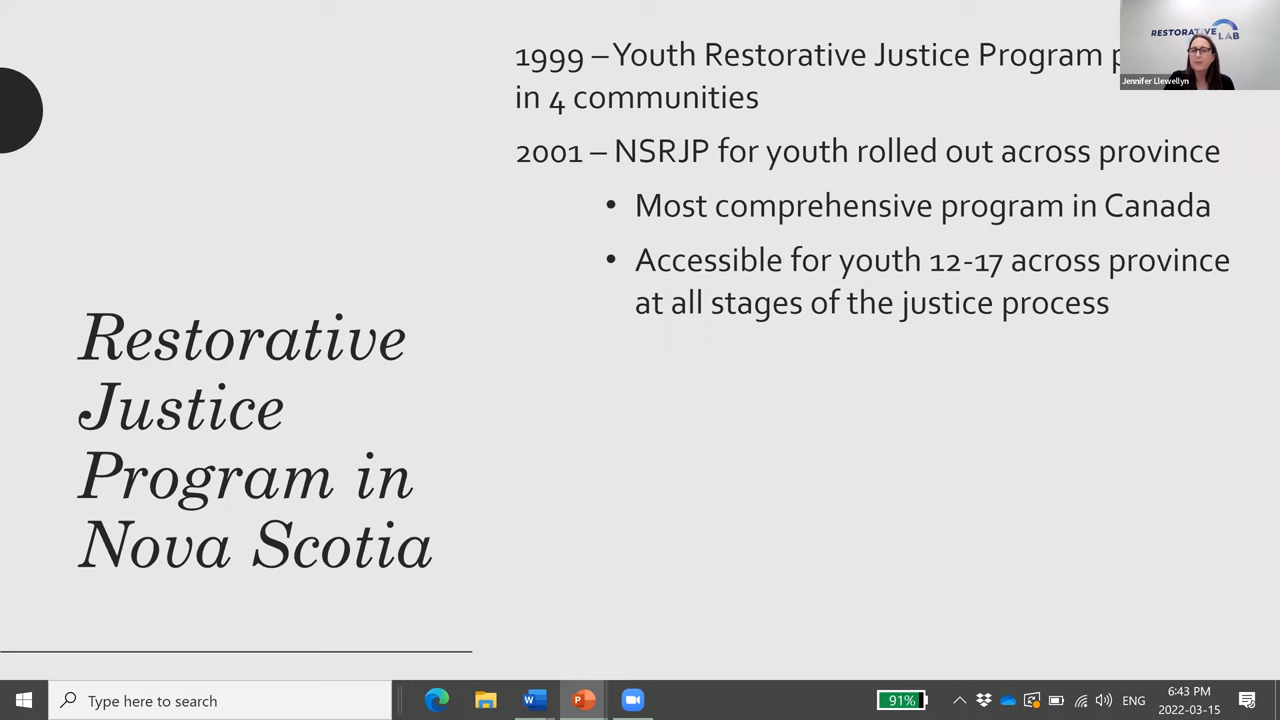 1999 – Youth Restorative Justice Program
in 4 communities
2001 – NSRJP for youth rolled out across province
• Most comprehensive program in Canada
• Accessible for youth 12-17 across province
at all stages of the justice process
Restorative
Justice
Program in
Nova Scotia
RESTORATIVE
LAB
Jennifer Llewellyn
Type here to search
91%
ENG
6:43 PM
2022-03-15